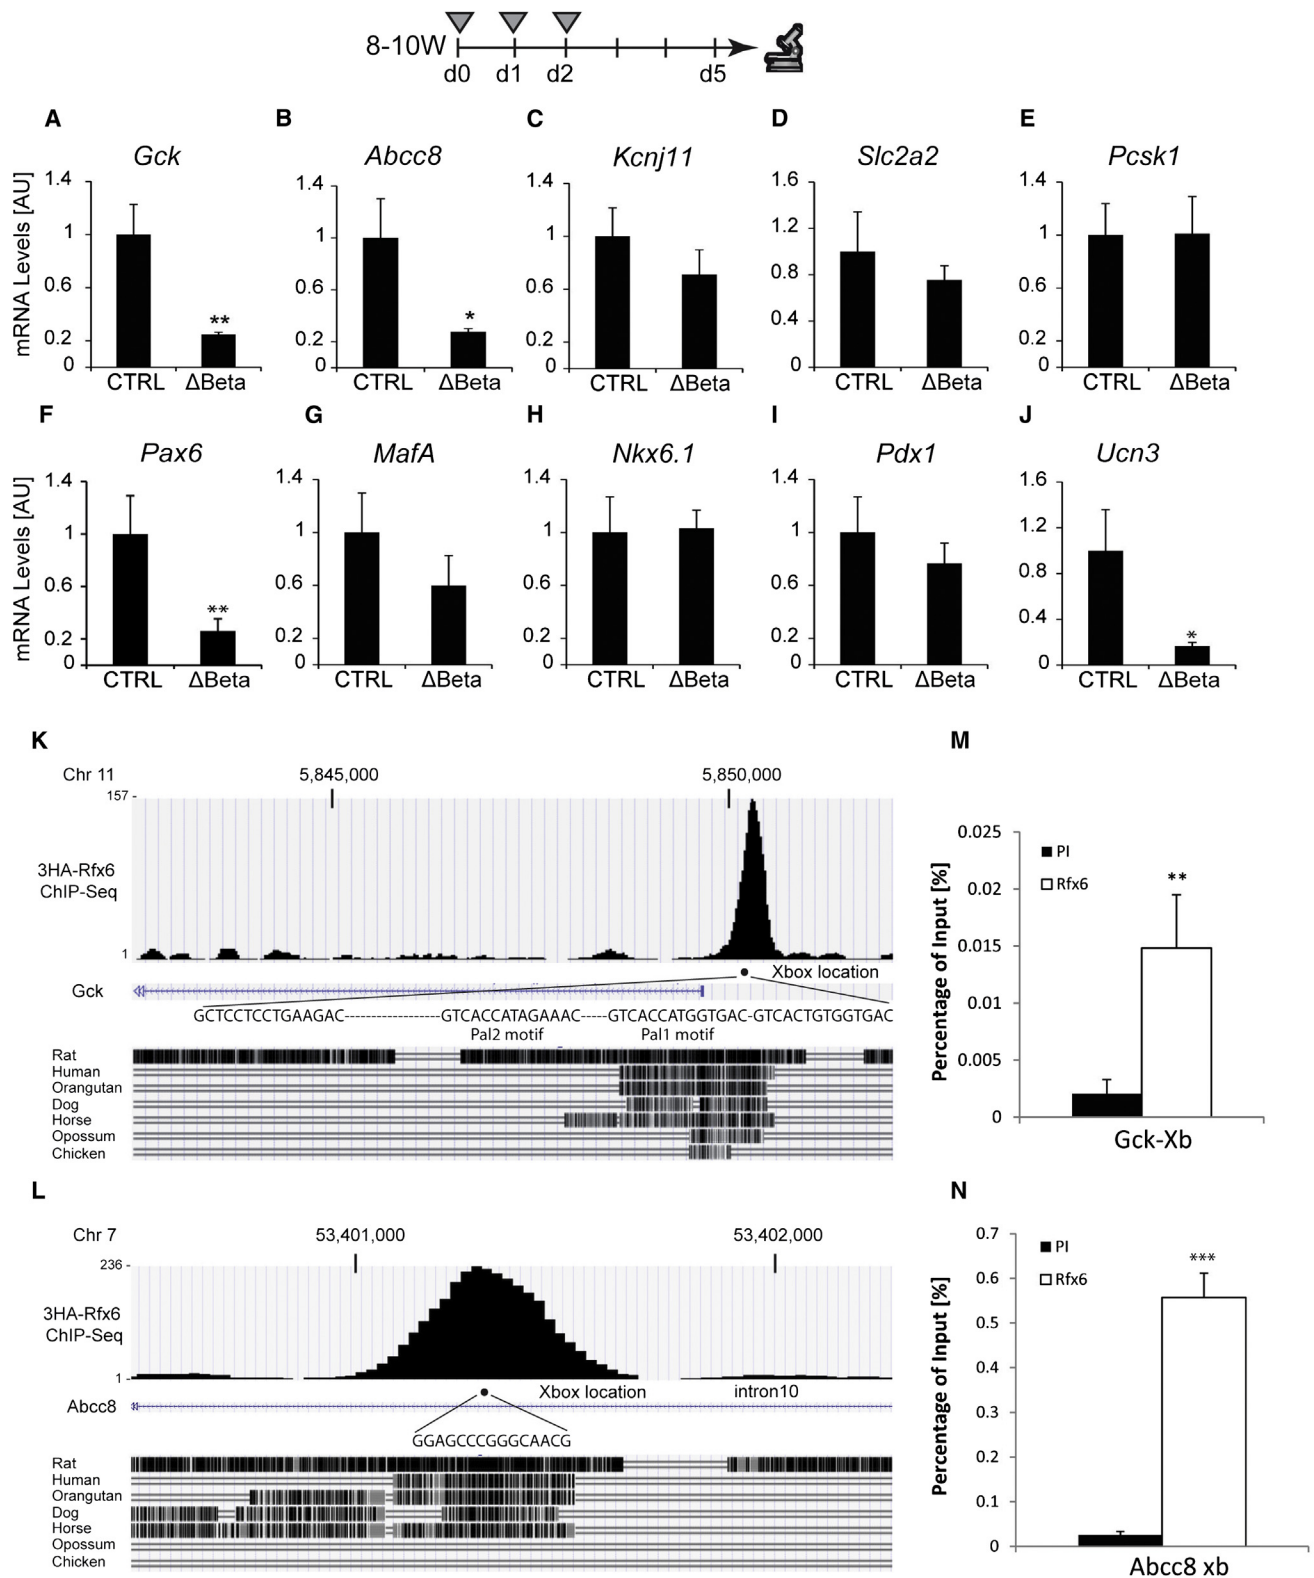 8-10W
d0 d1 d2 d5
A B C D E
Gck Abcc8 Kcnj11 Slc2a2 Pcsk1
mRNA Levels [AU]
1.4
1
0.6
0.2
0
**
CTRL ΔBeta
1.4
1
0.6
0.2
0
*
CTRL ΔBeta
1.4
1
0.6
0.2
0
CTRL ΔBeta
1.6
1.2
0.8
0.4
0
CTRL ΔBeta
1.4
1
0.6
0.2
0
CTRL ΔBeta
F G H I J
Pax6 MafA Nkx6.1 Pdx1 Ucn3
mRNA Levels [AU]
1.4
1
0.6
0.2
0
**
CTRL ΔBeta
1.4
1
0.6
0.2
0
CTRL ΔBeta
1.4
1
0.6
0.2
0
CTRL ΔBeta
1.4
1
0.6
0.2
0
CTRL ΔBeta
1.6
1.2
0.8
0.4
0
*
CTRL ΔBeta
K
Chr 11 5,845,000 5,850,000
157
3HA-Rfx6
ChIP-Seq
1
Xbox location
Gck
GCTCCTCCTGAAGAC----------------GTCACCATAGAAAC-----GTCACCATGGTGAC-GTCACTGTGGTGAC
Pal2 motif Pal1 motif
Rat
Human
Orangutan
Dog
Horse
Opossum
Chicken
M
Percentage of Input [%]
0.025
0.02
0.015
0.01
0.005
0
PI
Rfx6
**
Gck-Xb
L
Chr 7 53,401,000 53,402,000
236
3HA-Rfx6
ChIP-Seq
1
Xbox location intron10
Abcc8
GGAGCCCGGGCAACG
Rat
Human
Orangutan
Dog
Horse
Opossum
Chicken
N
Percentage of Input [%]
0.7
0.6
0.5
0.4
0.3
0.2
0.1
0
PI
Rfx6
***
Abcc8 xb